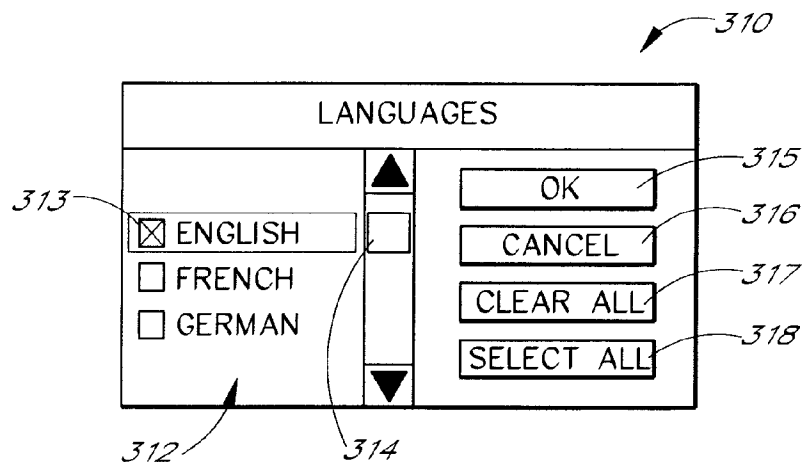 310
LANGUAGES
315
OK
313
316
ENGLISH
CANCEL
FRENCH
317
CLEAR ALL
GERMAN
318
SELECT ALL
312
314